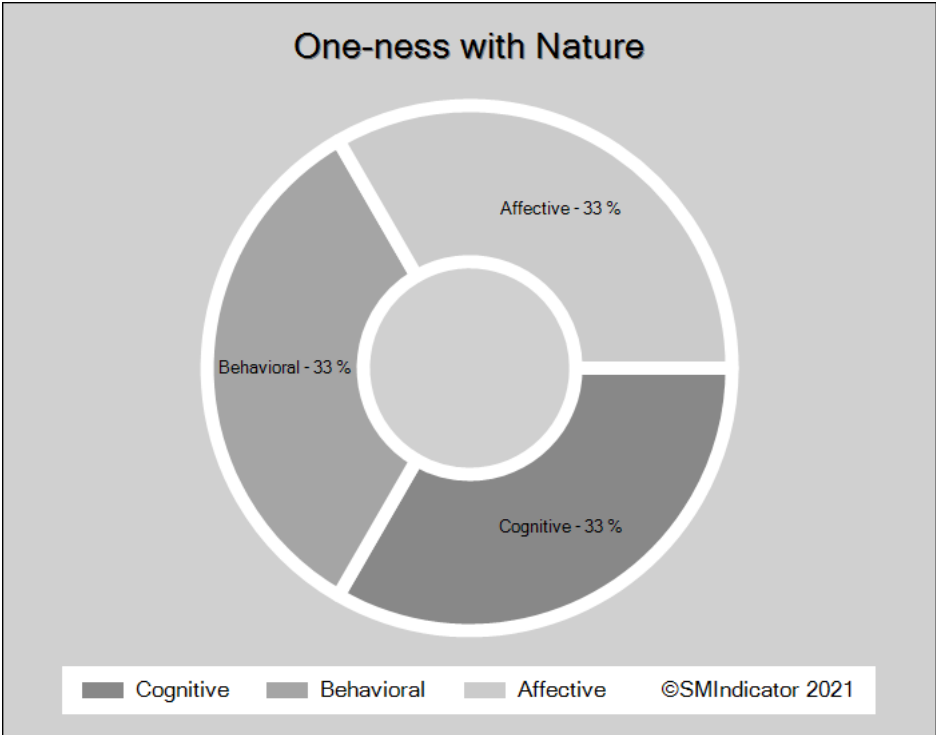 One-ness with Nature
Affective - 33 %
Behavioral - 33 %
Cognitive - 33 %
Cognitive Behavioral Affective ©SMIndicator 2021